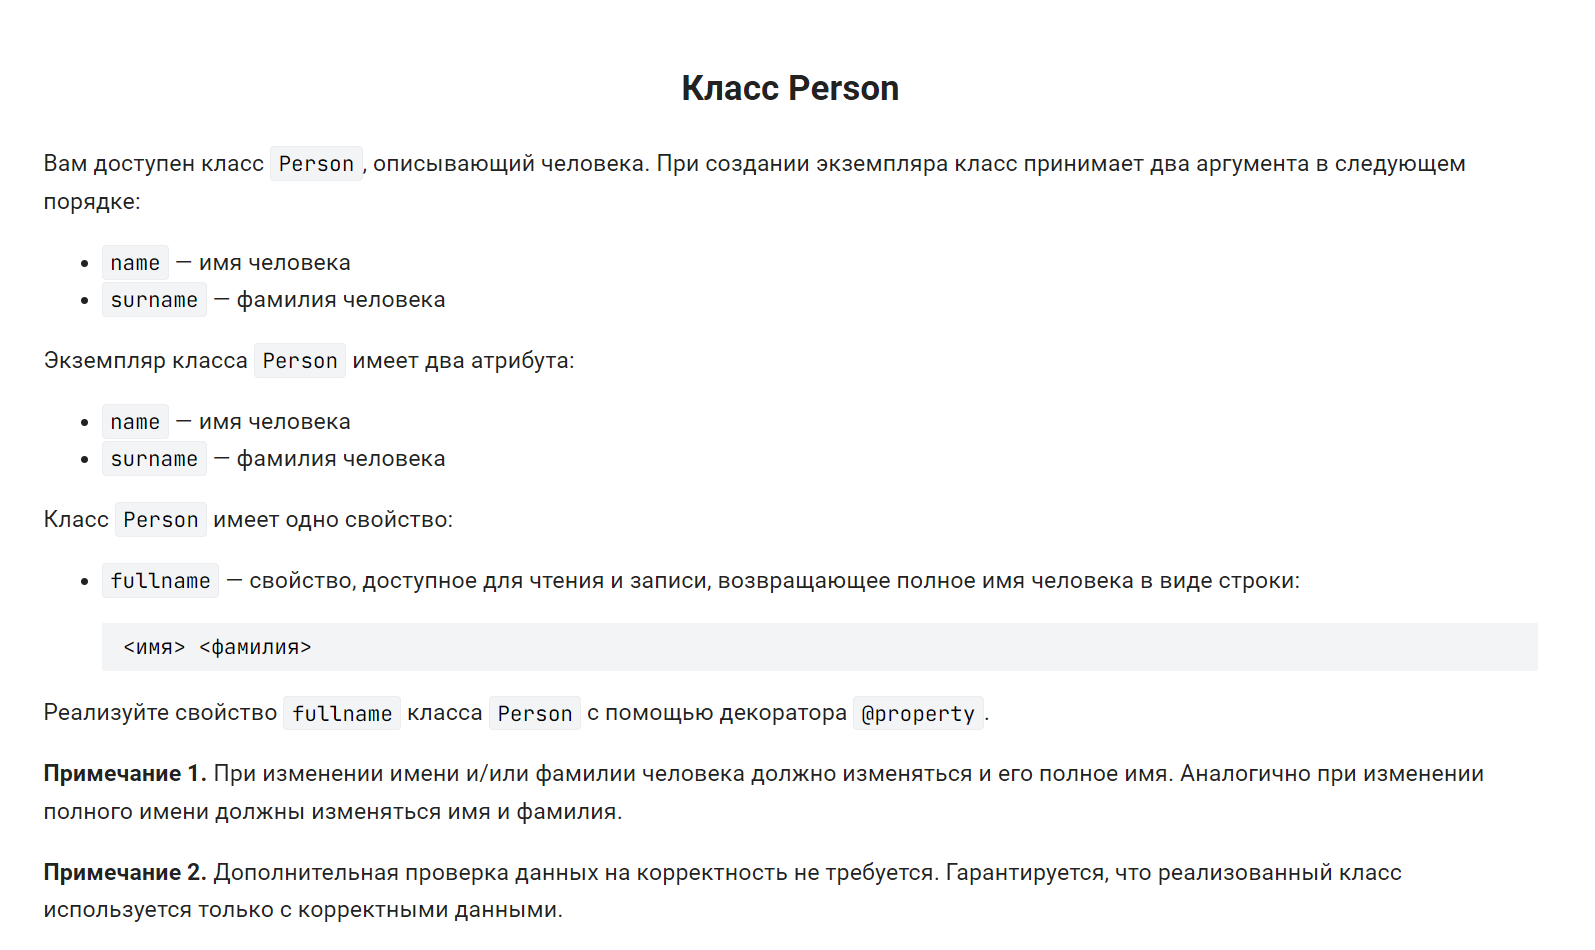 Класс Person
Вам доступен класс Person, описывающий человека. При создании экземпляра класс принимает два аргумента в следующем
порядке:
• name — имя человека
• surname — фамилия человека
Экземпляр класса Person имеет два атрибута:
• name — имя человека
• surname — фамилия человека
Класс Person имеет одно свойство:
• fullname — свойство, доступное для чтения и записи, возвращающее полное имя человека в виде строки:
<имя> <фамилия>
Реализуйте свойство fullname класса Person с помощью декоратора @property.
Примечание 1. При изменении имени и/или фамилии человека должно изменяться и его полное имя. Аналогично при изменении
полного имени должны изменяться имя и фамилия.
Примечание 2. Дополнительная проверка данных на корректность не требуется. Гарантируется, что реализованный класс
используется только с корректными данными.